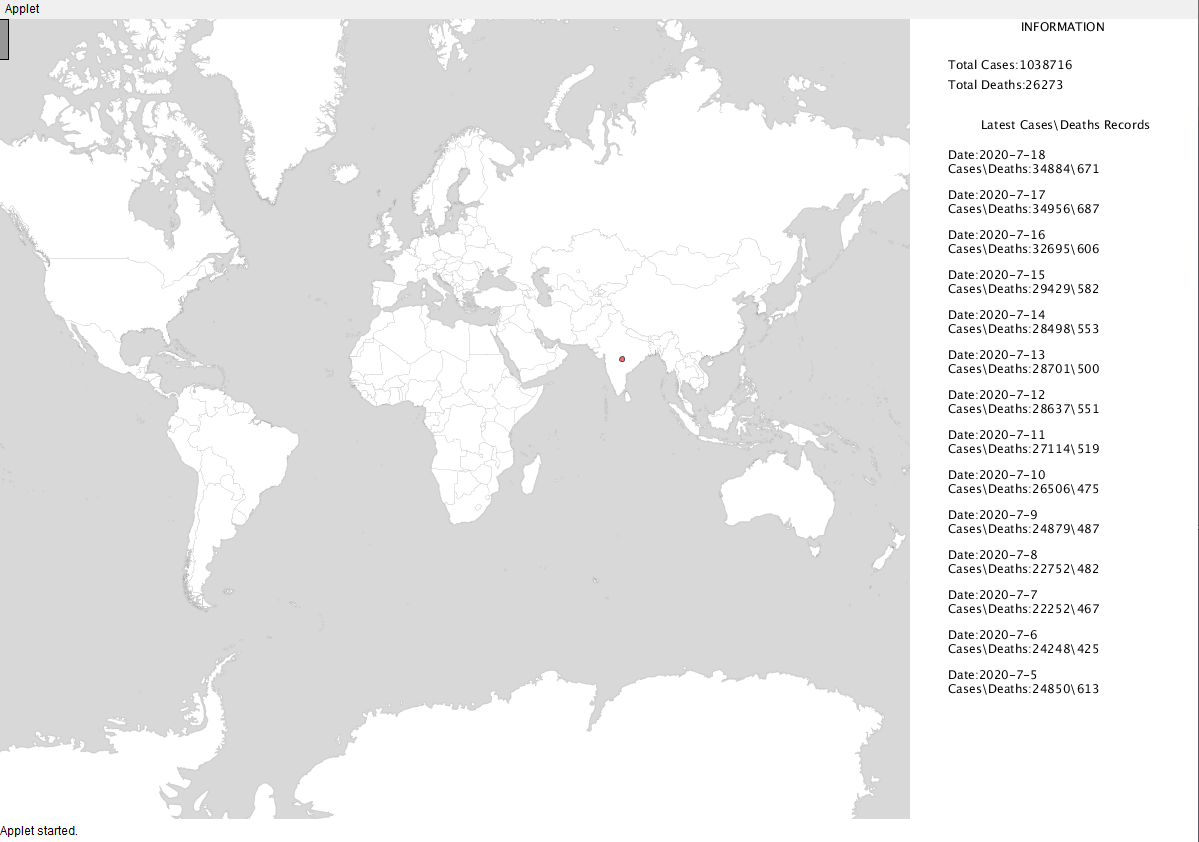 Applet
INFORMATION
Total Cases:1038716
Total Deaths:26273
Latest Cases\Deaths Records
Date:2020-7-18
Cases\Deaths:34884\671
Date:2020-7-17
Cases\Deaths:34956\687
Date:2020-7-16
Cases\Deaths:32695\606
Date:2020-7-15
Cases\Deaths:29429\582
Date:2020-7-14
Cases\Deaths:28498\553
Date:2020-7-13
Cases\Deaths:28701\500
Date:2020-7-12
Cases\Deaths:28637\551
Date:2020-7-11
Cases\Deaths:27114\519
Date:2020-7-10
Cases\Deaths:26506\475
Date:2020-7-9
Cases\Deaths:24879\487
Date:2020-7-8
Cases\Deaths:22752\482
Date:2020-7-7
Cases\Deaths:22252\467
Date:2020-7-6
Cases\Deaths:24248\425
Date:2020-7-5
Cases\Deaths:24850\613
Applet started.